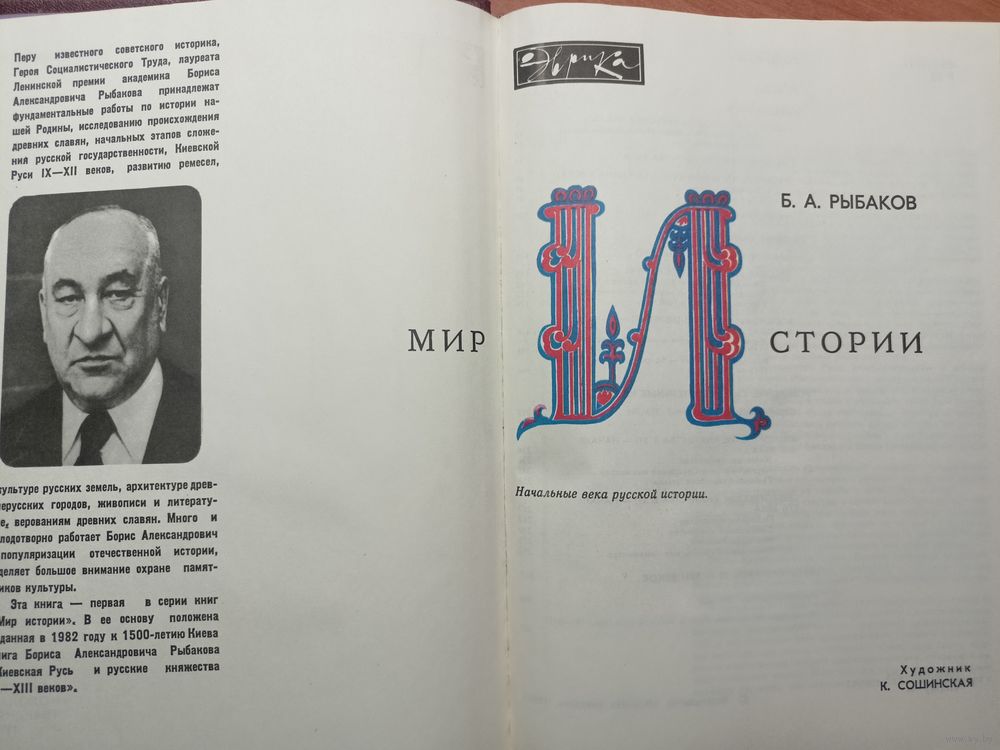 Перу известного советского историка,
Героя Социалистического Труда, лауреата
Ленинской премии академика Бориса
Александровича Рыбакова принадлежат
фундаментальные работы по истории на-
шей Родины, исследованию происхождения
древних славян, начальных этапов сложе-
ния русской государственности, Киевской
Руси IX—XII веков, развитию ремесел,
культуре русских земель, архитектуре древ-
нерусских городов, живописи и литерату-
ре, верованиям древних славян. Много и
плодотворно работает Борис Александрович
популяризации отечественной истории,
уделяет большое внимание охране памят-
ников культуры.
Эта книга — первая в серии книг
Мир истории». В ее основу положена
изданная в 1982 году к 1500-летию Киева
книга Бориса Александровича Рыбакова
Киевская Русь и русские княжества
—XIII веков».
Эврика
Б. А. РЫБАКОВ
МИР ИСТОРИИ
Начальные века русской истории.
Художник
К. СОШИНСКАЯ